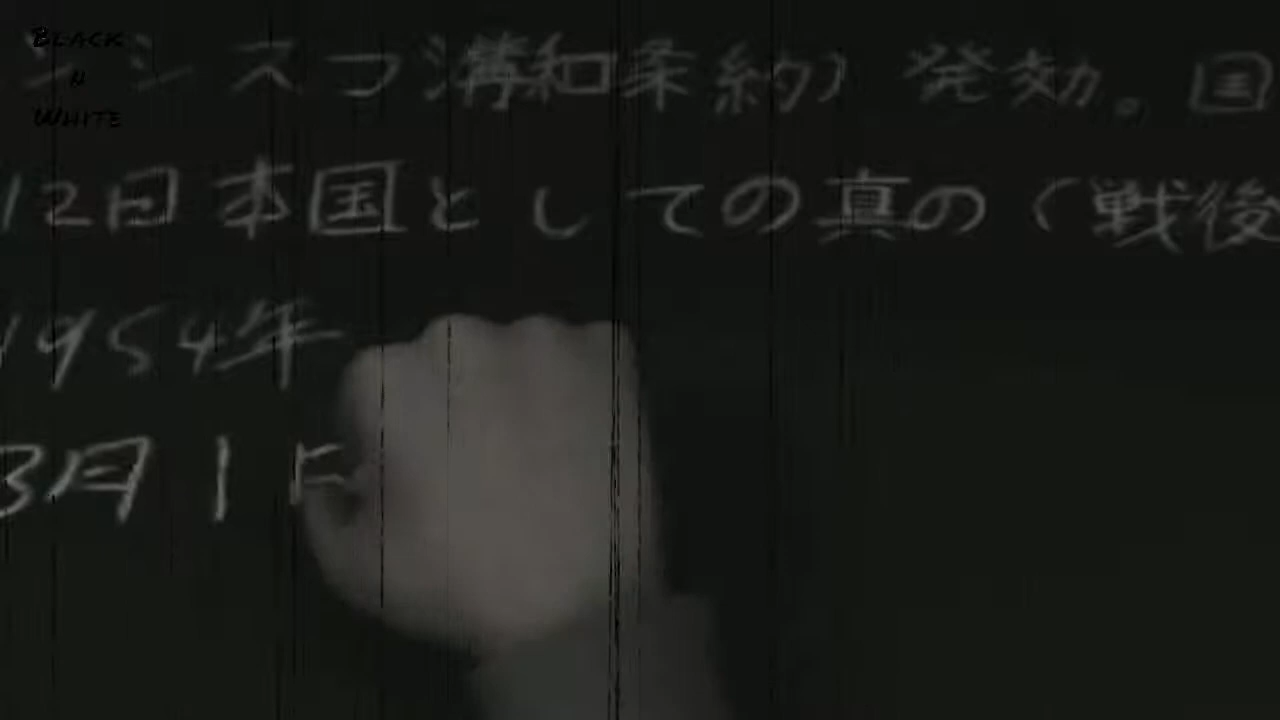 Black
n
White
ンシスコ溝和条約)発効。国
12日本国としての真の(戦後
1954年
3月1